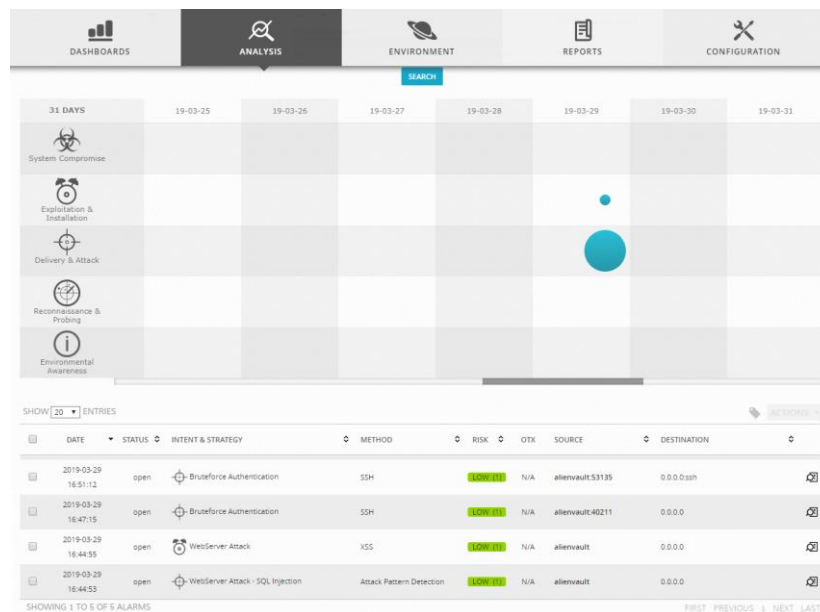 DASHBOARDS ANALYSIS ENVIRONMENT REPORTS CONFIGURATION
SEARCH
31 DAYS 19-03-25 19-03-26 19-03-27 19-03-28 19-03-29 19-03-30 19-03-31
System Compromise
Exploitation &
Installation
Delivery & Attack
Reconnaissance &
Probing
Environmental
Awareness
SHOW 20 ENTRIES ACTIONS
DATE STATUS INTENT & STRATEGY METHOD RISK OTX SOURCE DESTINATION
2019-03-29
16:51:12 open Bruteforce Authentication SSH LOW (1) N/A alienvault:53135 0.0.0.0:ssh
2019-03-29
16:47:15 open Bruteforce Authentication SSH LOW (1) N/A alienvault:40211 0.0.0.0
2019-03-29
16:44:55 open WebServer Attack XSS LOW (1) N/A alienvault 0.0.0.0
2019-03-29
16:44:53 open WebServer Attack - SQL Injection Attack Pattern Detection LOW (1) N/A alienvault 0.0.0.0
SHOWING 1 TO 5 OF 5 ALARMS FIRST PREVIOUS 1 NEXT LAST